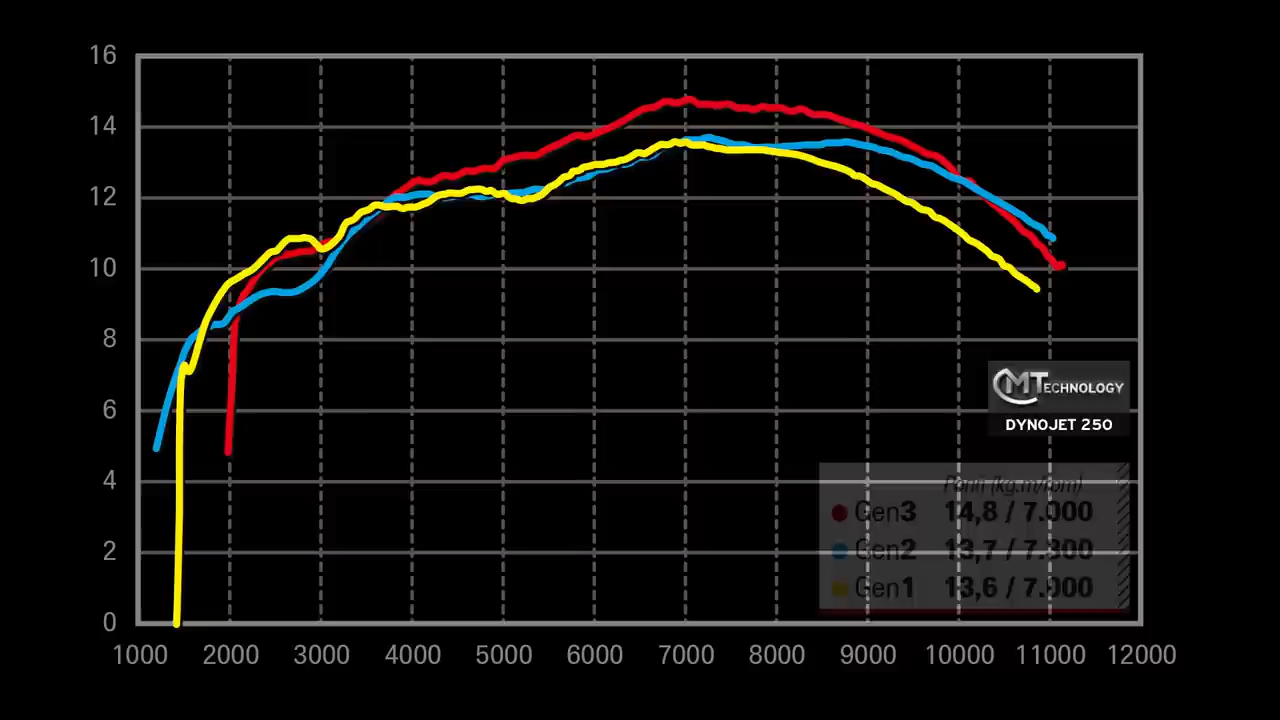 16
14
12
10
8
6
4
2
0
1000 2000 3000 4000 5000 6000 7000 8000 9000 10000 11000 12000
CMTECHNOLOGY
DYNOJET 250
(kg.m/rpm)
Gen3 14,8 / 7.000
Gen2 13,7 / 7.300
Gen1 13,6 / 7.000